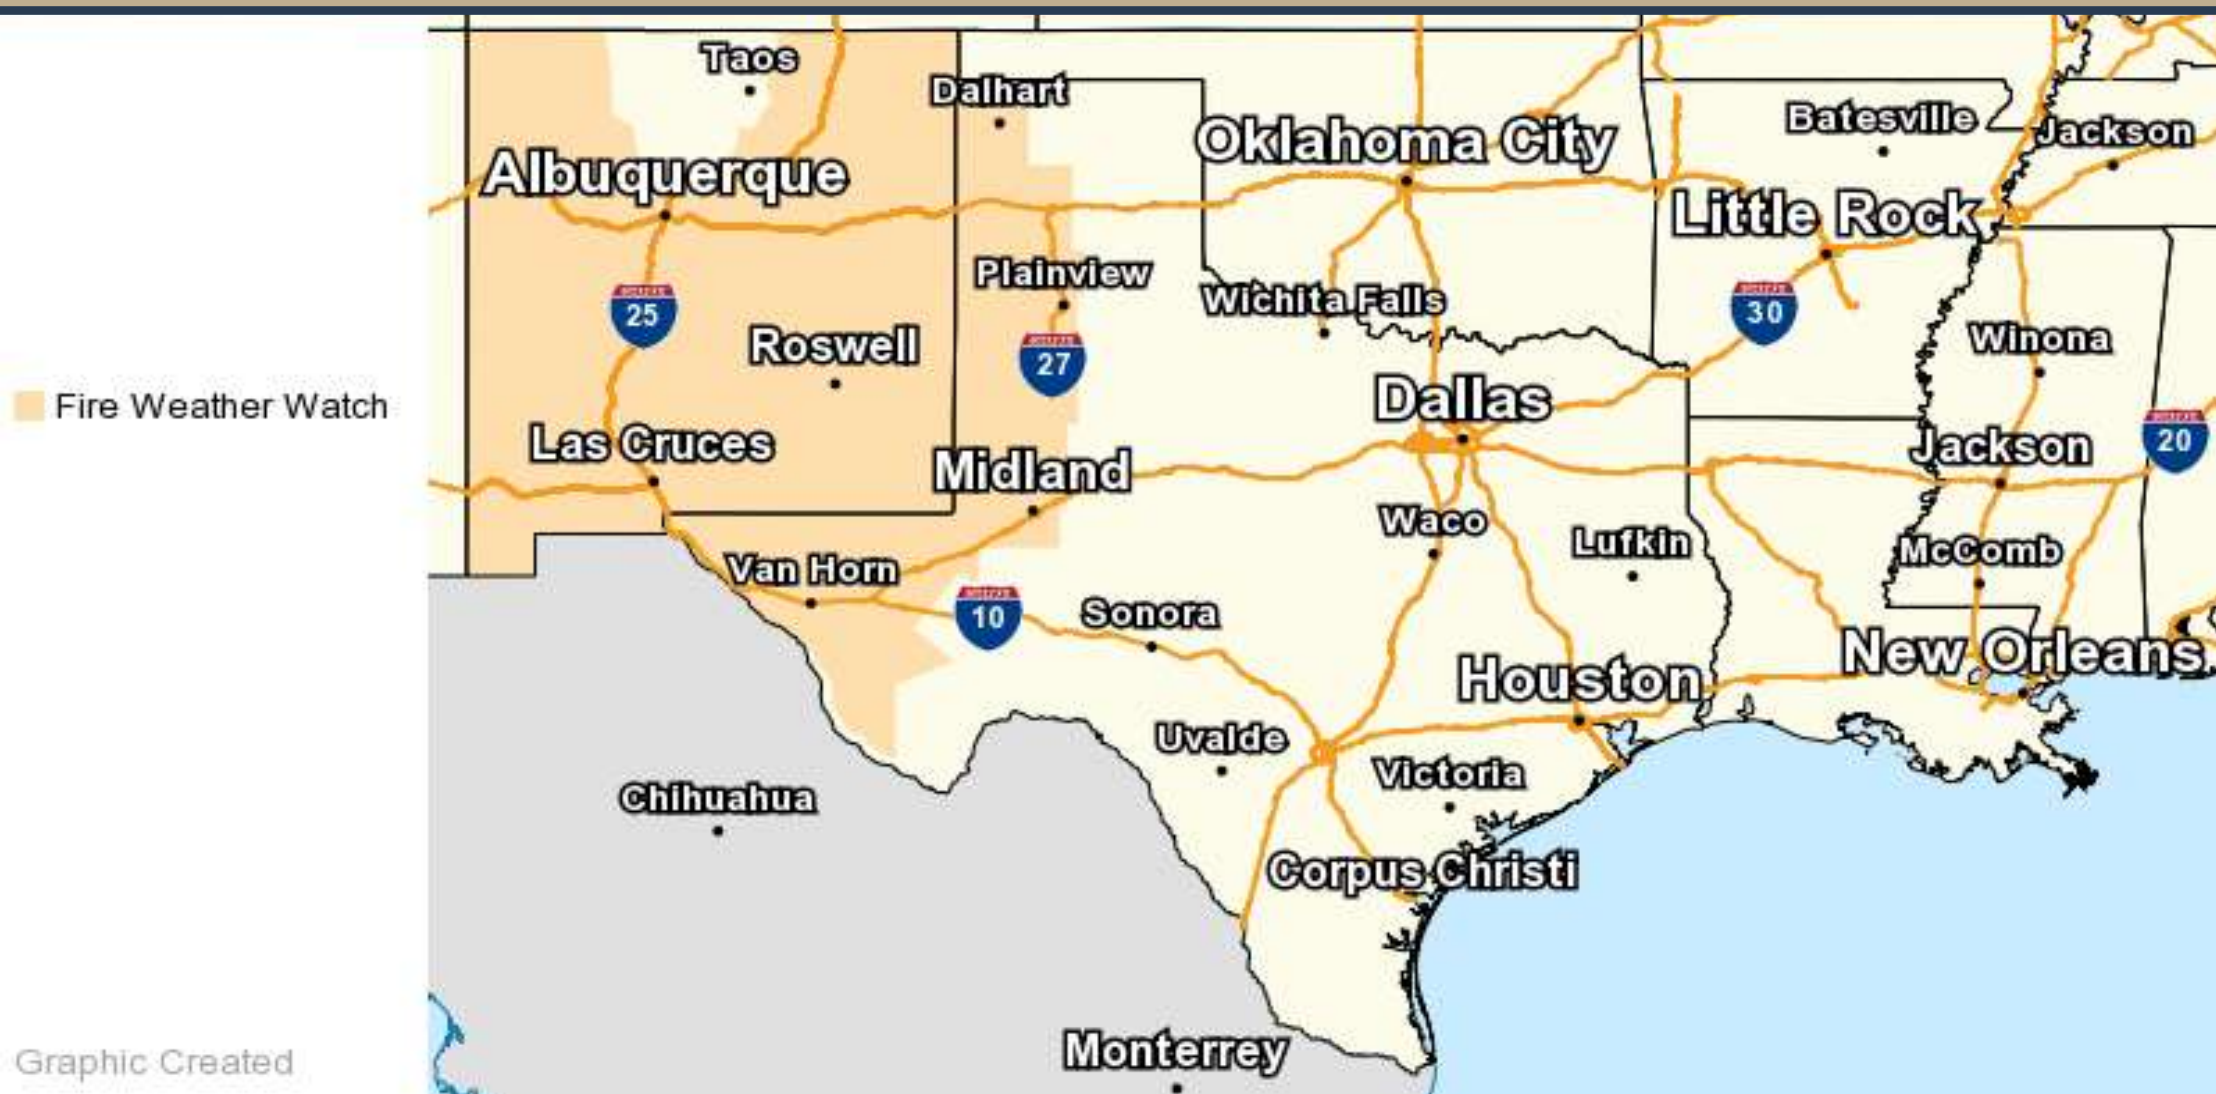 Taos
Dalhart
Batesville
Oklahoma City
Jackson
Albuquerque
Little Rock
Plainview
Wichita Falls
25
30
Winona
Roswell
27
Dallas
Fire Weather Watch
Las Cruces
20
Jackson
Midland
Waco
Lufkin
McComb
Van Horn
10
Sonora
New Orleans
Houston
Uvalde
Victoria
Chihuahua
Corpus Christi
Monterrey
Graphic Created